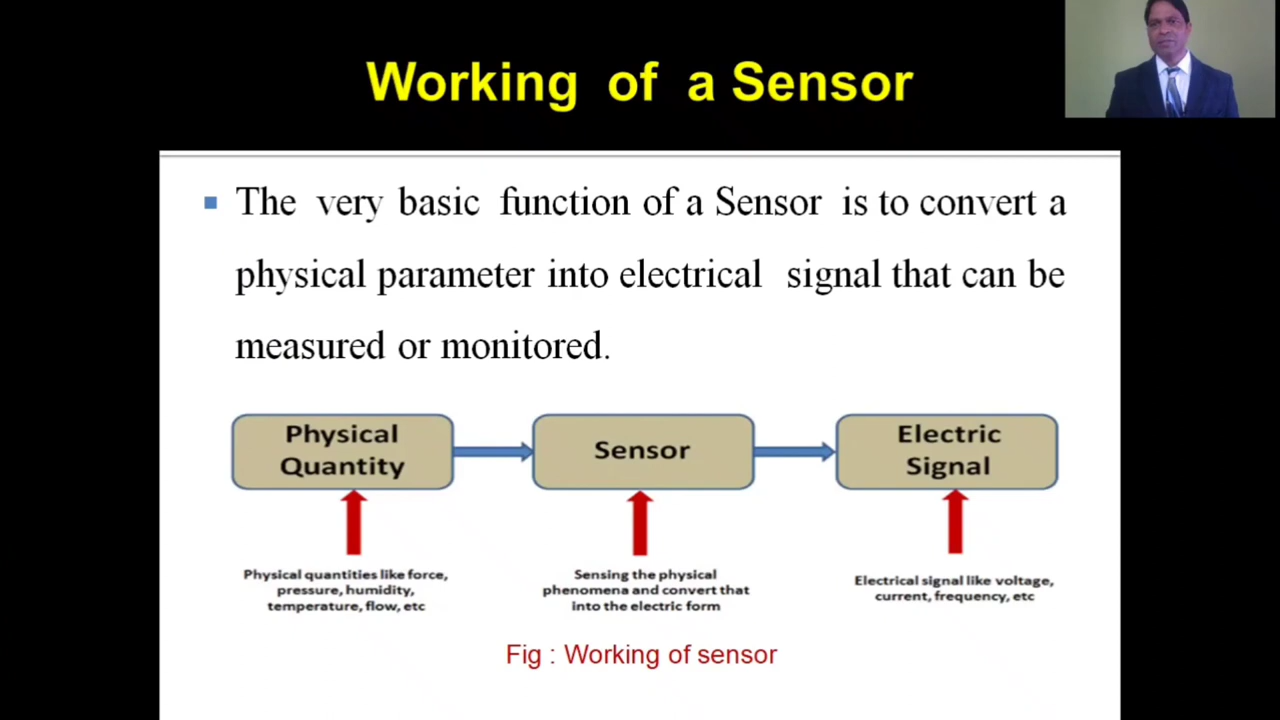 Working of a Sensor
The very basic function of a Sensor is to convert a
physical parameter into electrical signal that can be
measured or monitored.
Physical
Quantity
Sensor
Electric
Signal
Physical quantities like force,
pressure, humidity,
temperature, flow, etc
Sensing the physical
phenomena and convert that
into the electric form
Electrical signal like voltage,
current, frequency, etc
Fig : Working of sensor